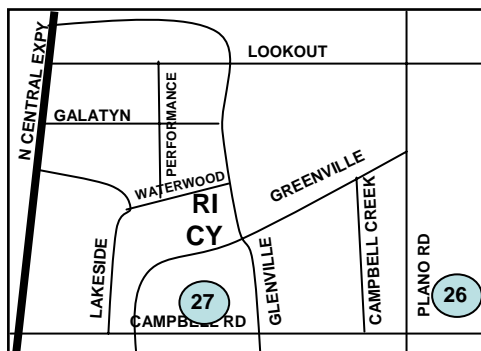 LOOKOUT
N CENTRAL EXPY
GALATYN
PERFORMANCE
WATERWOOD
GREENVILLE
RI
CY
LAKESIDE
GLENVILLE
CAMPBELL CREEK
PLANO RD
27
26
CAMPBELL RD